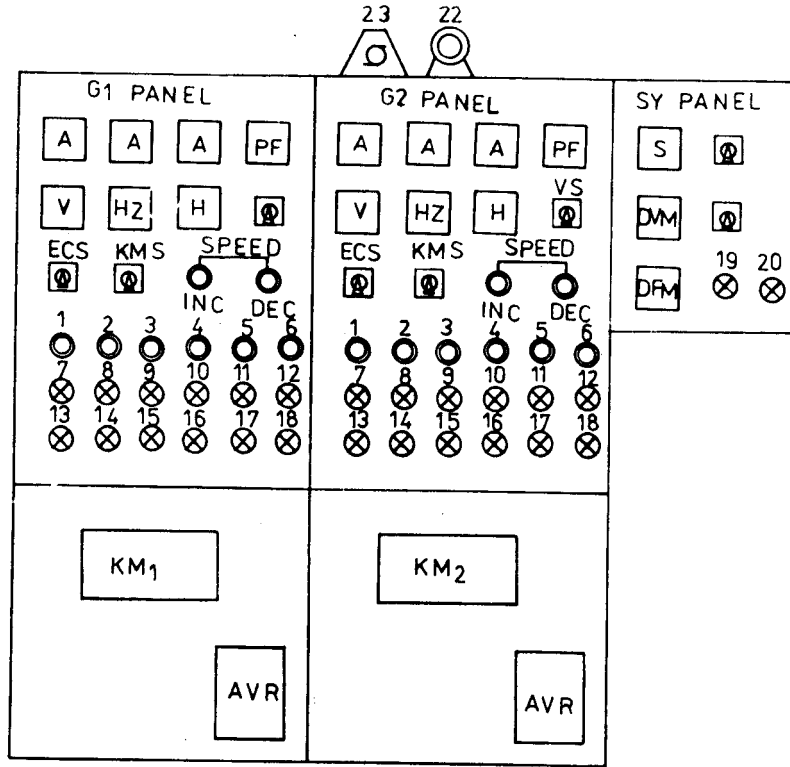 23 22
G1 PANEL
A A A PF
V HZ H
ECS KMS SPEED
INC DEC
1 2 3 4 5 6
7 8 9 10 11 12
13 14 15 16 17 18
KM1
AVR
G2 PANEL
A A A PF
VS
V HZ H
ECS KMS SPEED
INC DEC
1 2 3 4 5 6
7 8 9 10 11 12
13 14 15 16 17 18
KM2
AVR
SY PANEL
S
DVM
19 20
DFM